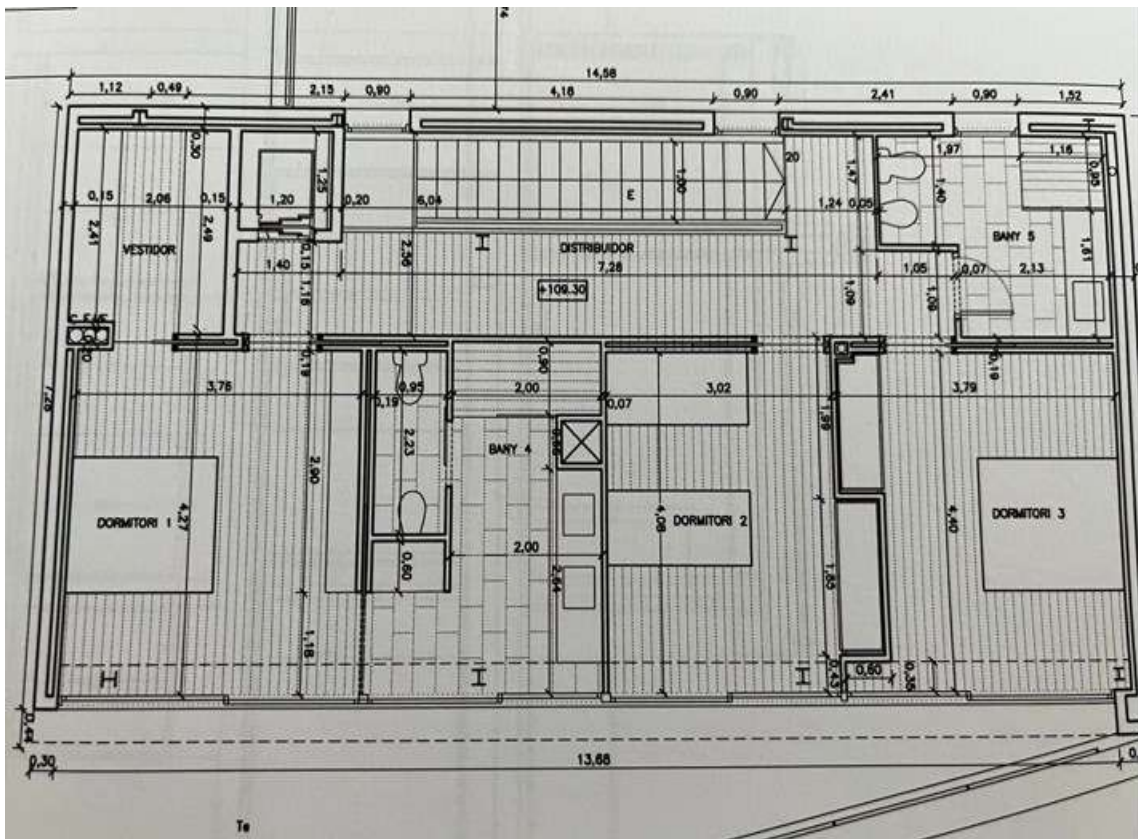 14,58
1,12 0,49 2,15 0,90 4,18 0,90 2,41 0,90 1,52
0,30
20
1,97 1,16
1,25 1,00 1,47 1,40 0,95
0,15 2,06 0,15 1,20 0,20 6,04 1,24 0,05
2,41 2,49
VESTIDOR DISTRIBUIDOR BANY 5
0,15 2,56 1,61
1,40 7,28 1,05 0,07 2,13
+109.30
1,16 1,09 1,09
0,19 0,90 0,19
7,28
3,76 0,95 2,00 3,02 3,79
0,19 0,07
1,99
2,23 BANY 4
2,90
DORMITORI 1 DORMITORI 2 DORMITORI 3
4,27 4,08 4,40
2,00
0,60 2,64
1,18
0,43 0,60 0,35
0,44
0,30 13,68
Te